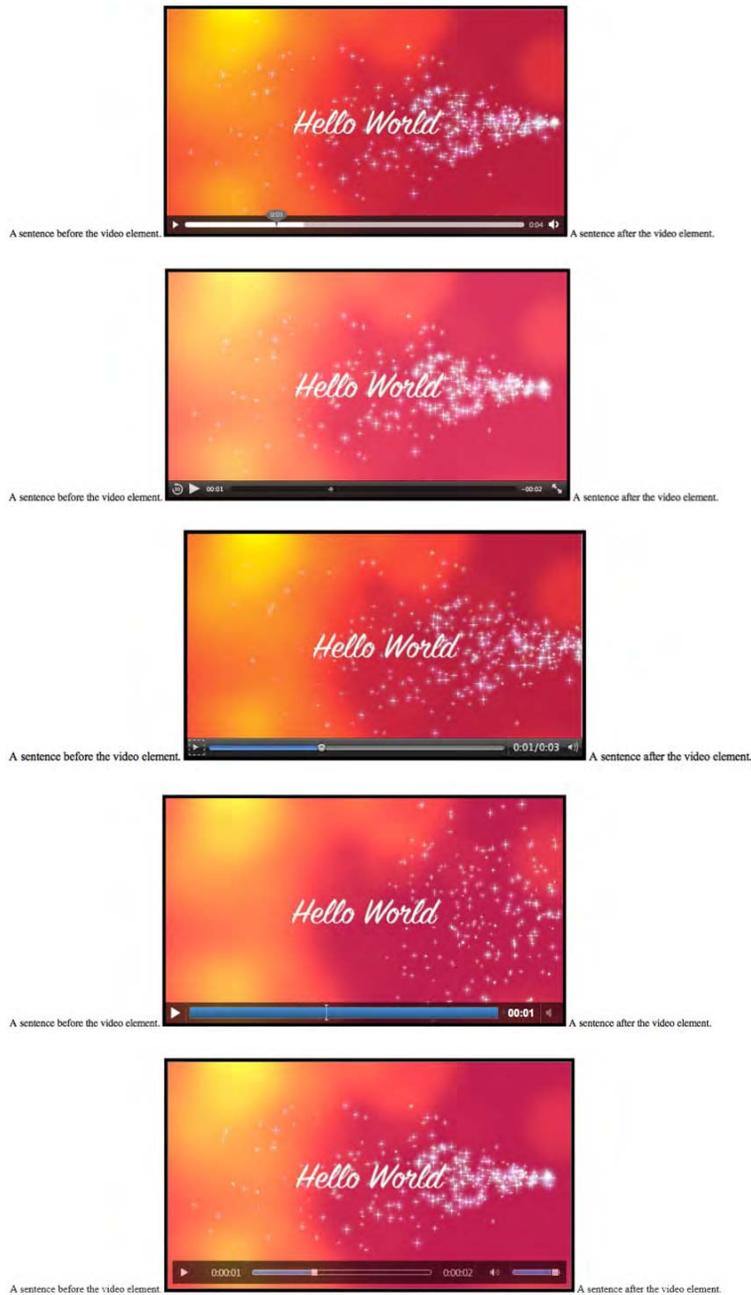 Hello World
0:03
0:04
A sentence before the video element. A sentence after the video element.
Hello World
30 00:01 -00:02
A sentence before the video element. A sentence after the video element.
Hello World
0:01/0:03
A sentence before the video element. A sentence after the video element.
Hello World
00:01
A sentence before the video element. A sentence after the video element.
Hello World
0:00:01 0:00:02
A sentence before the video element. A sentence after the video element.